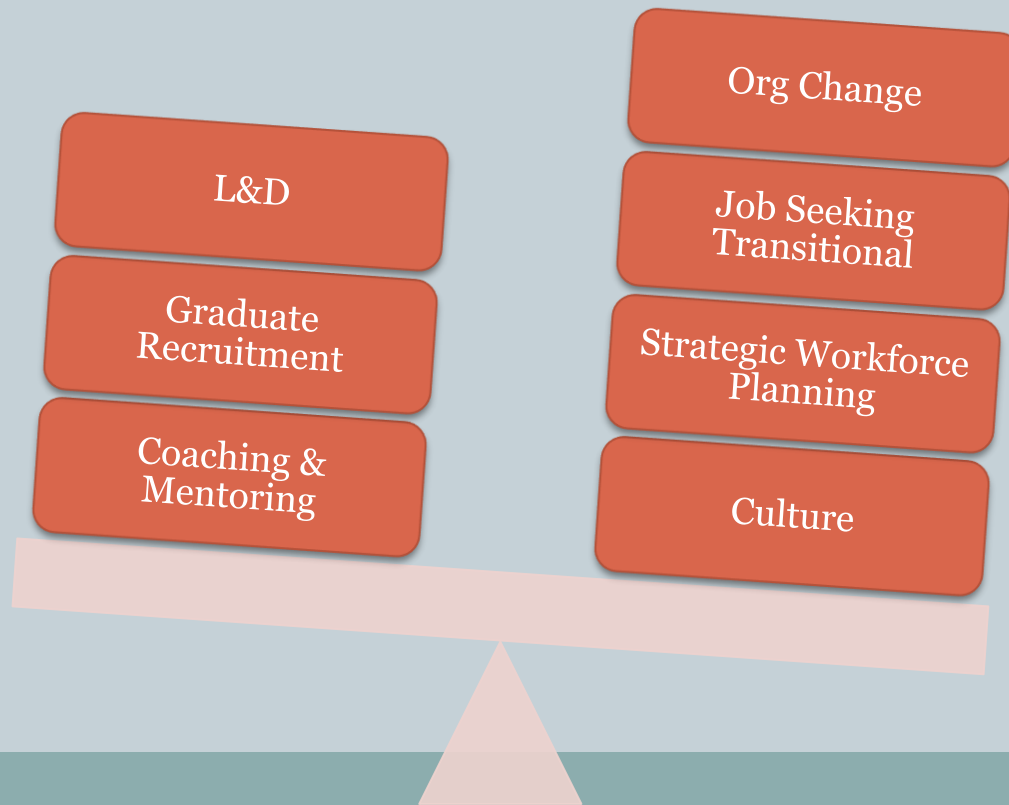 L&D
Graduate
Recruitment
Coaching &
Mentoring
Org Change
Job Seeking
Transitional
Strategic Workforce
Planning
Culture